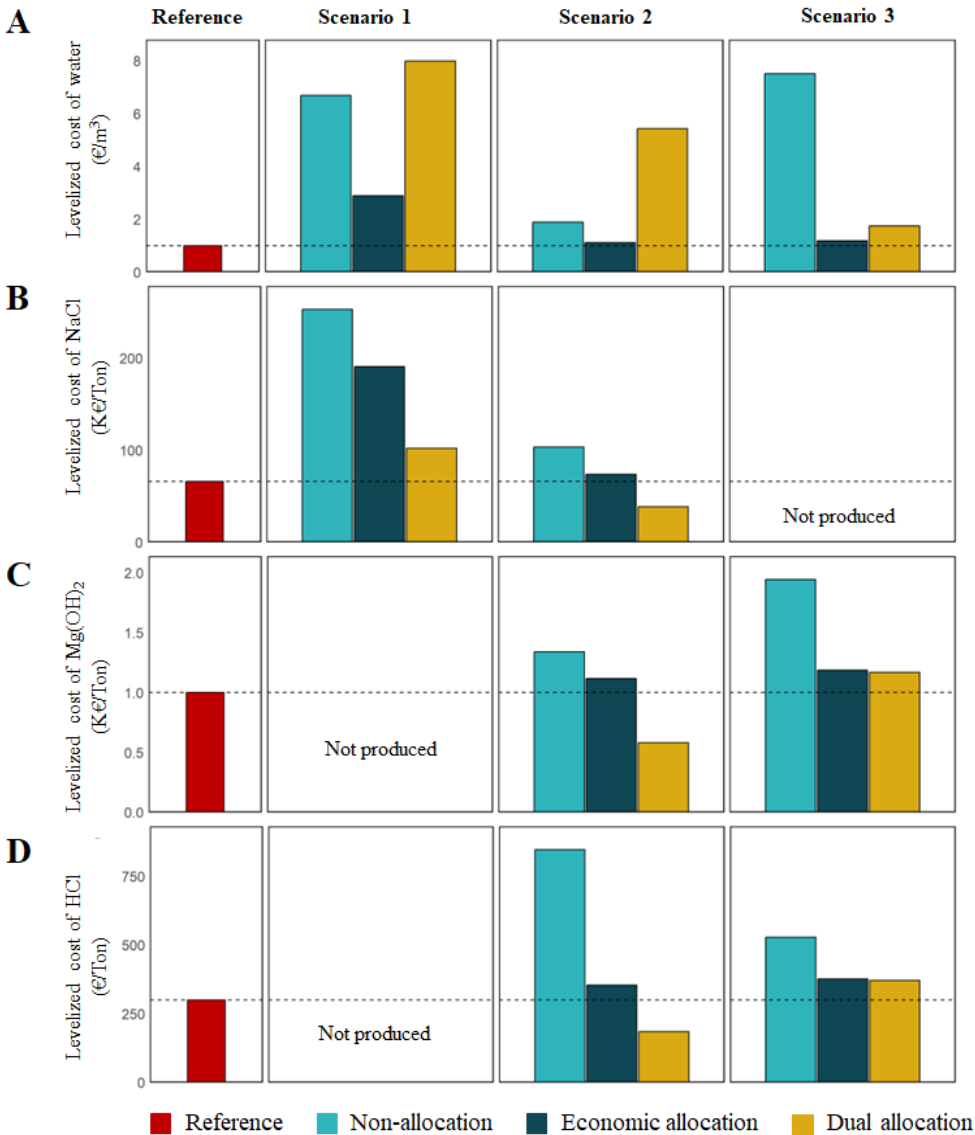 Reference Scenario 1 Scenario 2 Scenario 3
A
Levelized cost of water
(€/m³)
8
6
4
2
0
B
Levelized cost of NaCl
(K€/Ton)
200
100
0
Not produced
C
Levelized cost of Mg(OH)₂
(K€/Ton)
2.0
1.5
1.0
0.5
0.0
Not produced
D
Levelized cost of HCl
(€/Ton)
750
500
250
0
Not produced
Reference Non-allocation Economic allocation Dual allocation